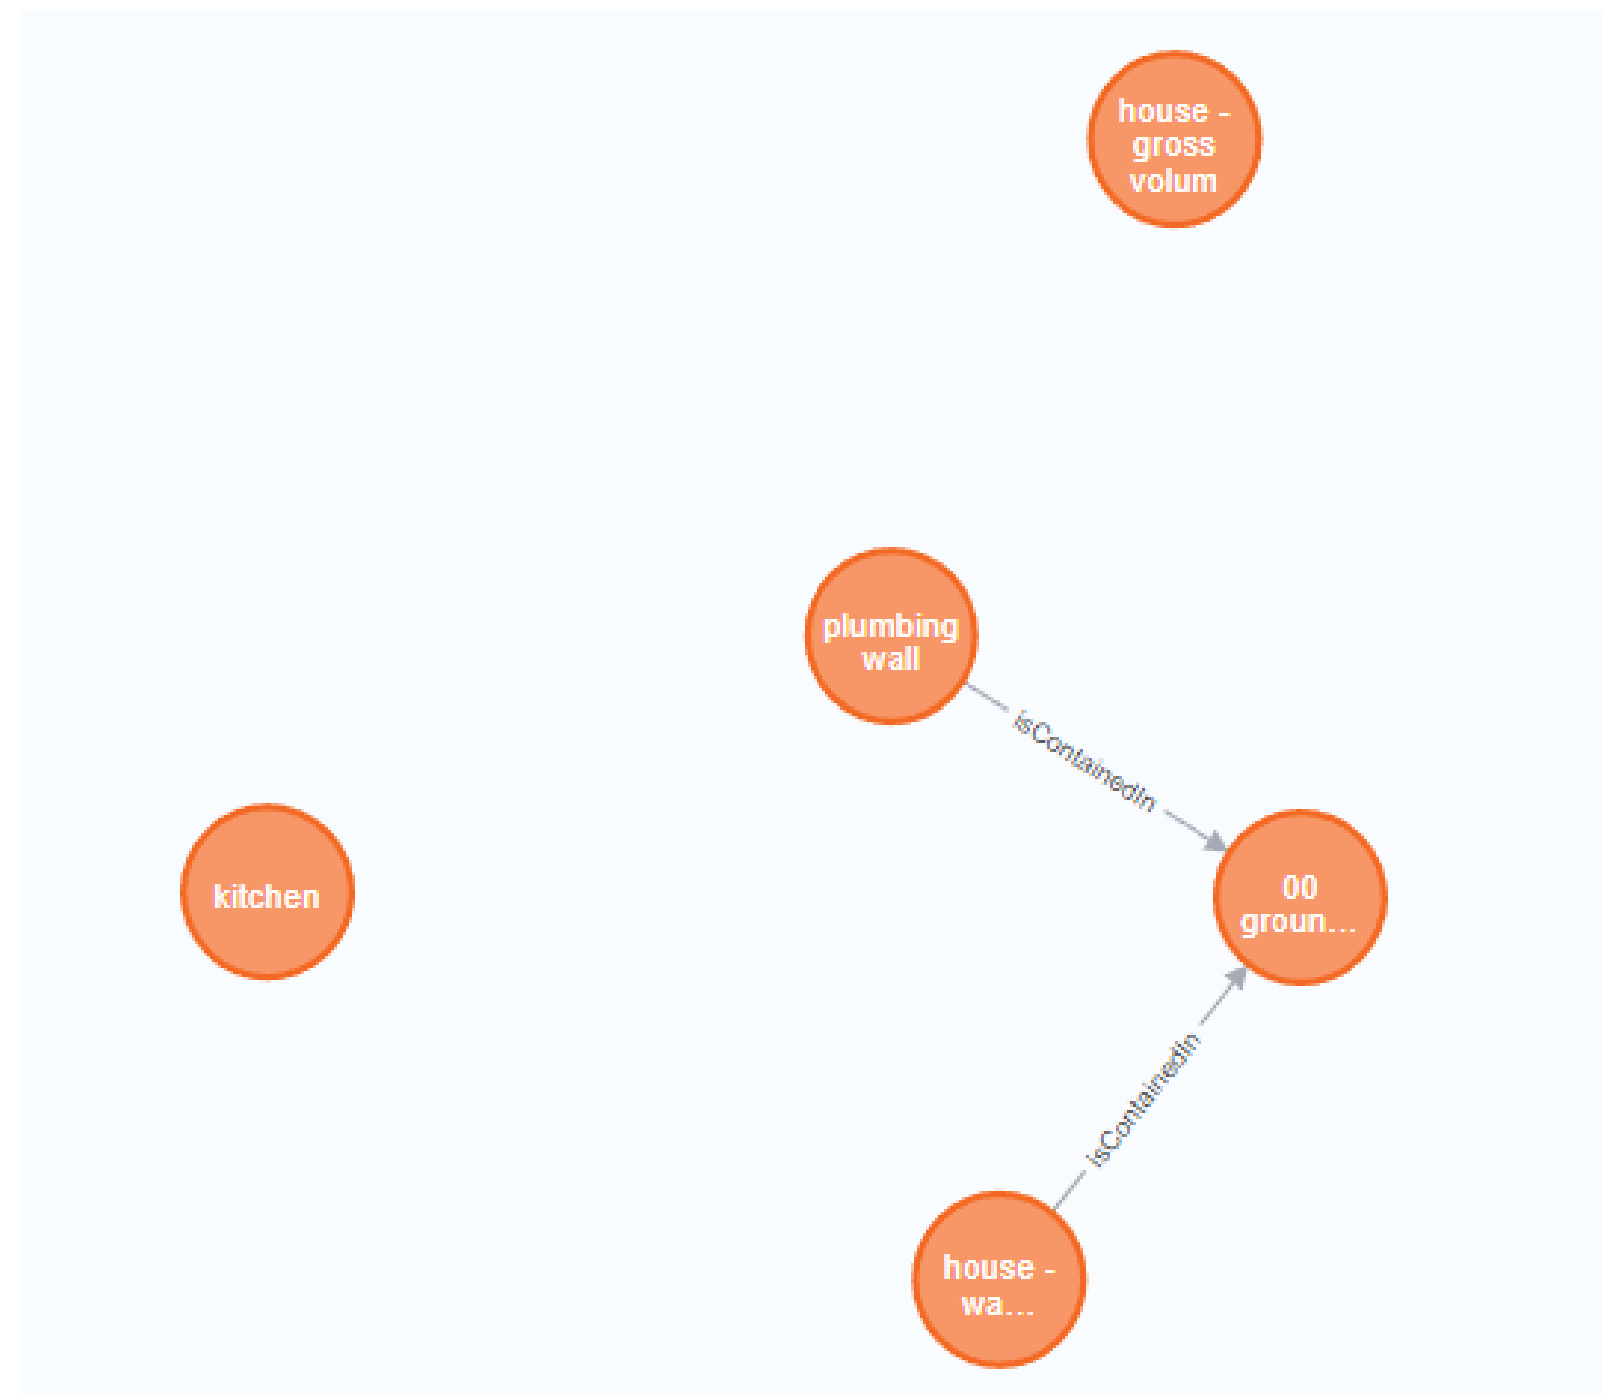 house -
gross
volum
plumbing
wall
isContainedIn
kitchen
00
groun...
isContainedIn
house -
wa...